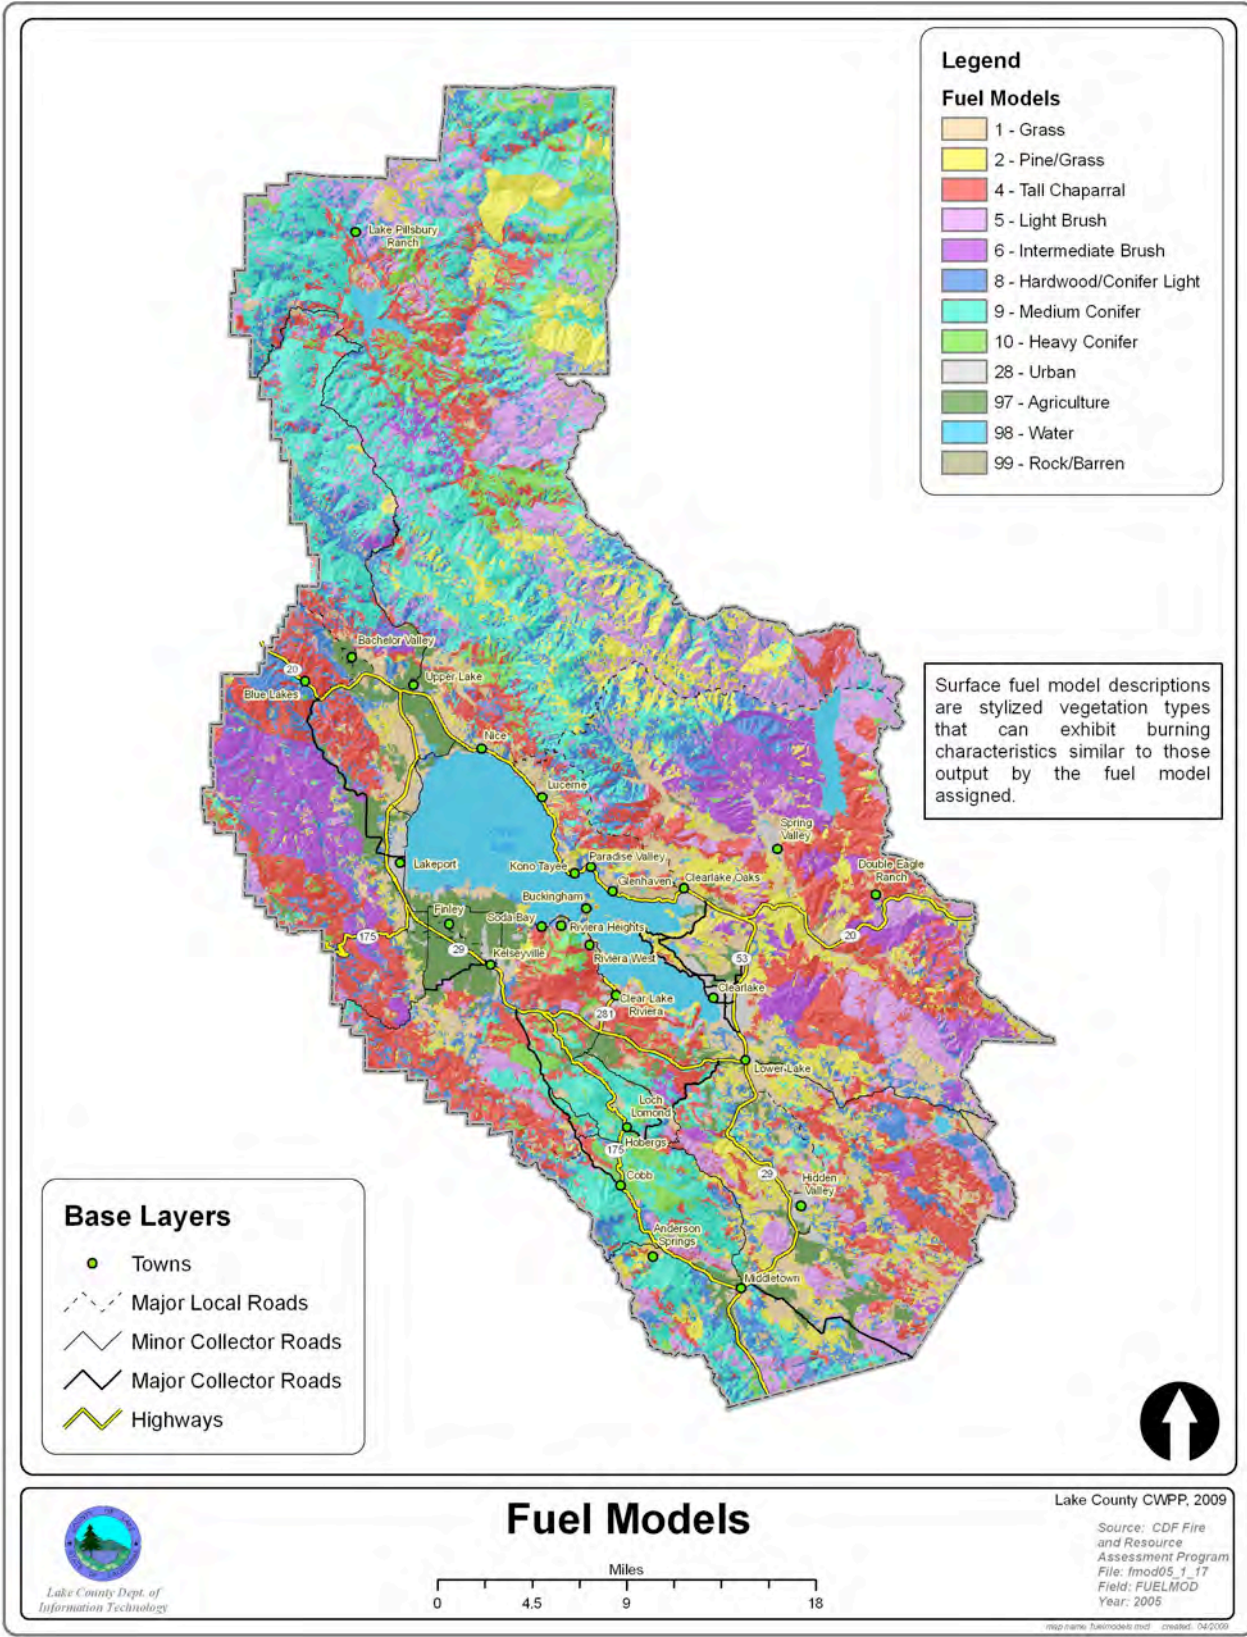 Legend
Fuel Models
1 - Grass
2 - Pine/Grass
4 - Tall Chaparral
5 - Light Brush
6 - Intermediate Brush
8 - Hardwood/Conifer Light
9 - Medium Conifer
10 - Heavy Conifer
28 - Urban
97 - Agriculture
98 - Water
99 - Rock/Barren
Lake Pillsbury
Ranch
Bachelor Valley
20
Upper Lake
Blue Lakes
Nice
Lucerne
Surface fuel model descriptions
are stylized vegetation types
that can exhibit burning
characteristics similar to those
output by the fuel model
assigned.
Spring
Valley
Lakeport
Kono Tayee
Paradise Valley
Double Eagle
Ranch
Glenhaven
Clearlake Oaks
Buckingham
Finley
Soda Bay
Riviera Heights
175
29
20
Kelseyville
Riviera West
53
Clearlake
Clear Lake
Riviera
281
Lower Lake
Loch
Lomond
Hobergs
175
Cobb
29
Hidden
Valley
Anderson
Springs
Middletown
Base Layers
Towns
Major Local Roads
Minor Collector Roads
Major Collector Roads
Highways
Fuel Models
Miles
0 4.5 9 18
Lake County Dept. of
Information Technology
Lake County CWPP, 2009
Source: CDF Fire
and Resource
Assessment Program
File: fmod05_1_17
Field: FUELMOD
Year: 2005
map name: fuelmodels.mxd created: 04/2009